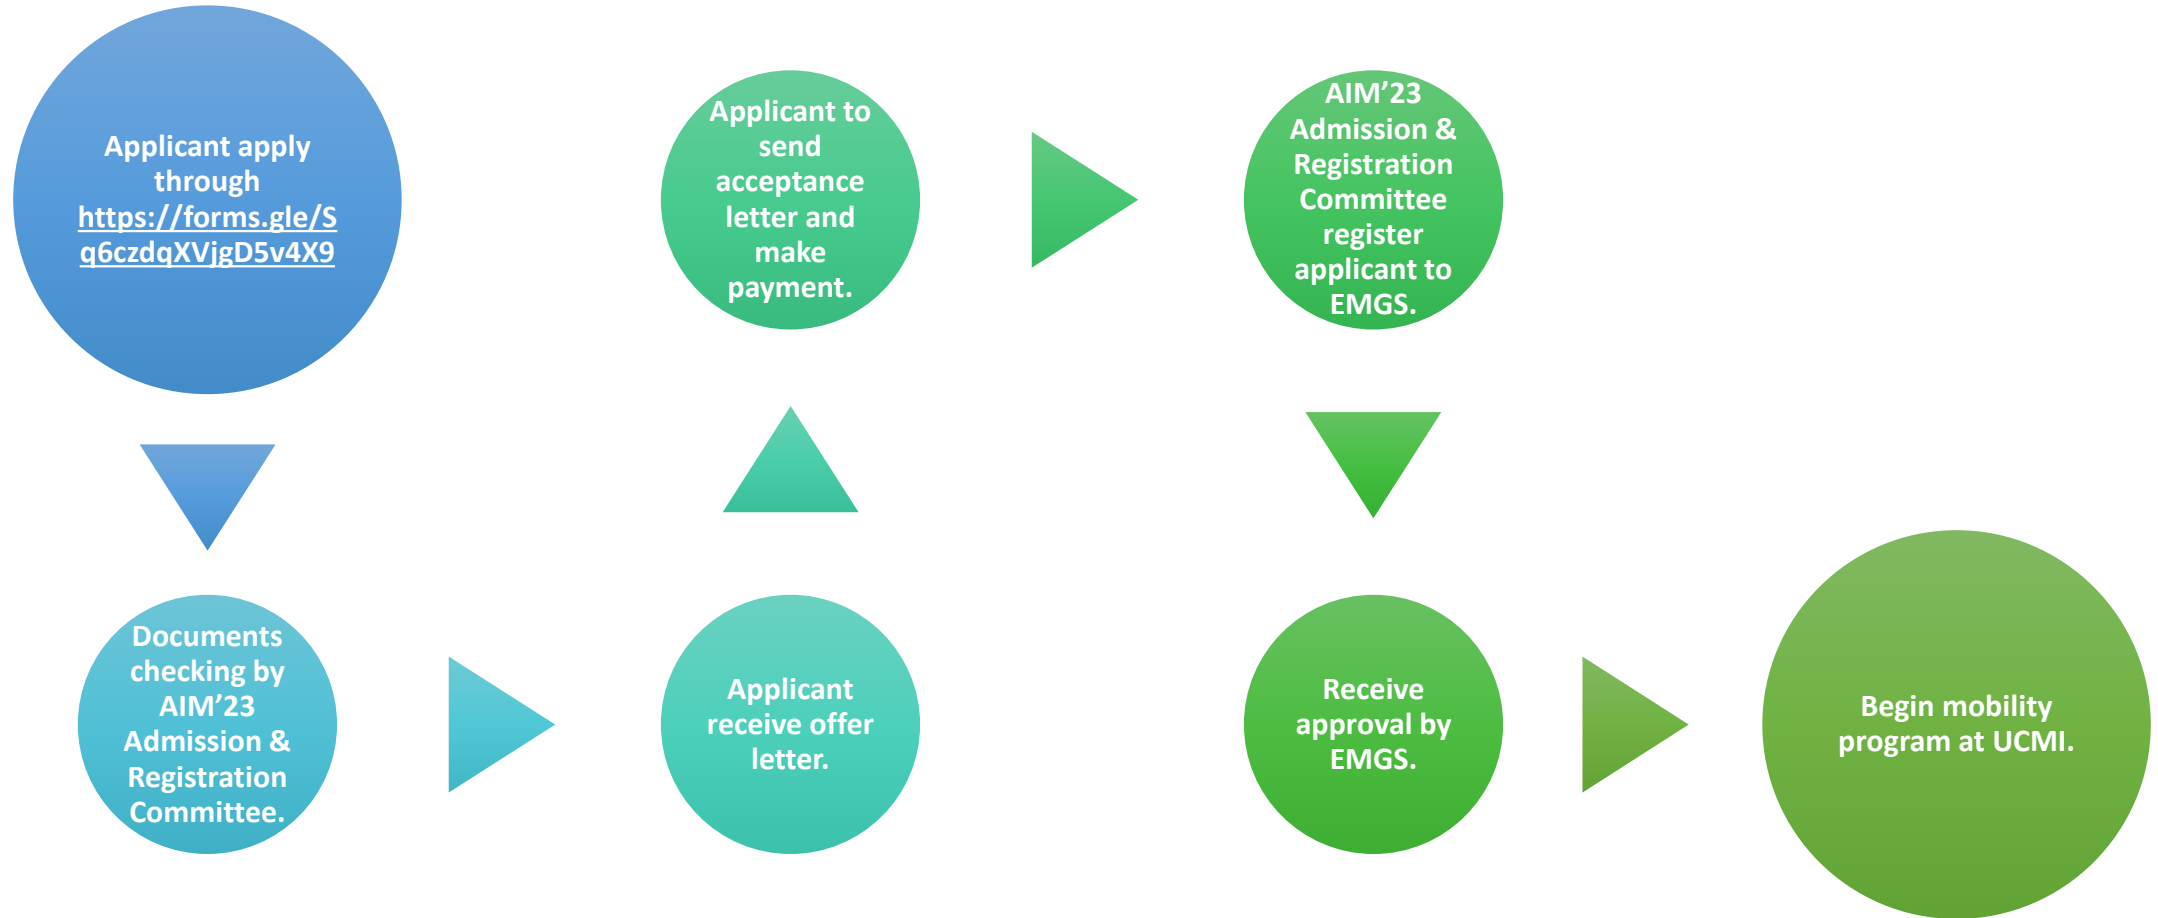 Applicant apply
through
https://forms.gle/S
q6czdqXVjgD5v4X9
Documents
checking by
AIM’23
Admission &
Registration
Committee.
Applicant
receive offer
letter.
Applicant to
send
acceptance
letter and
make
payment.
AIM’23
Admission &
Registration
Committee
register
applicant to
EMGS.
Receive
approval by
EMGS.
Begin mobility
program at UCMI.